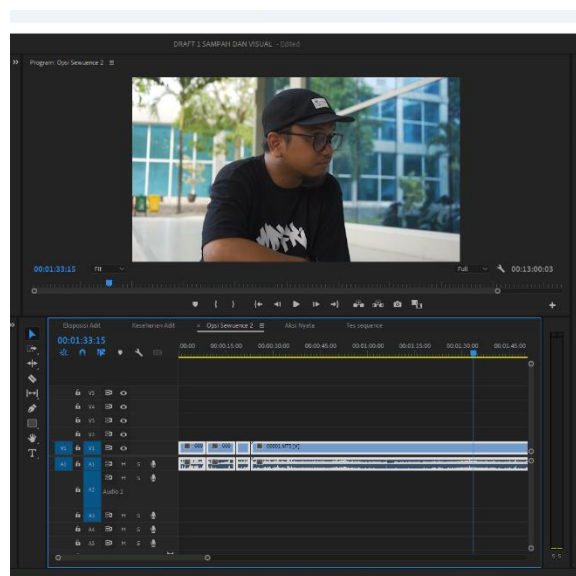 DRAFT 1 SAMPAH DAN VISUAL - Edited
Program: Opsi Sewuence 2
00:01:33:15 Fit Full 00:13:00:03
Eksposisi Adit Keseharian Adit × Opsi Sewuence 2 Aksi Nyata Tes sequence
00:01:33:15
:00:00 00:00:15:00 00:00:30:00 00:00:45:00 00:01:00:00 00:01:15:00 00:01:30:00 00:01:45:00
V5
V4
V3
V2
V1 V1 000 000 00001.MTS [V]
A1 A1 M S
M S
A2 Audio 2
A3 M S
A4 M S
A5 M S
T
S S